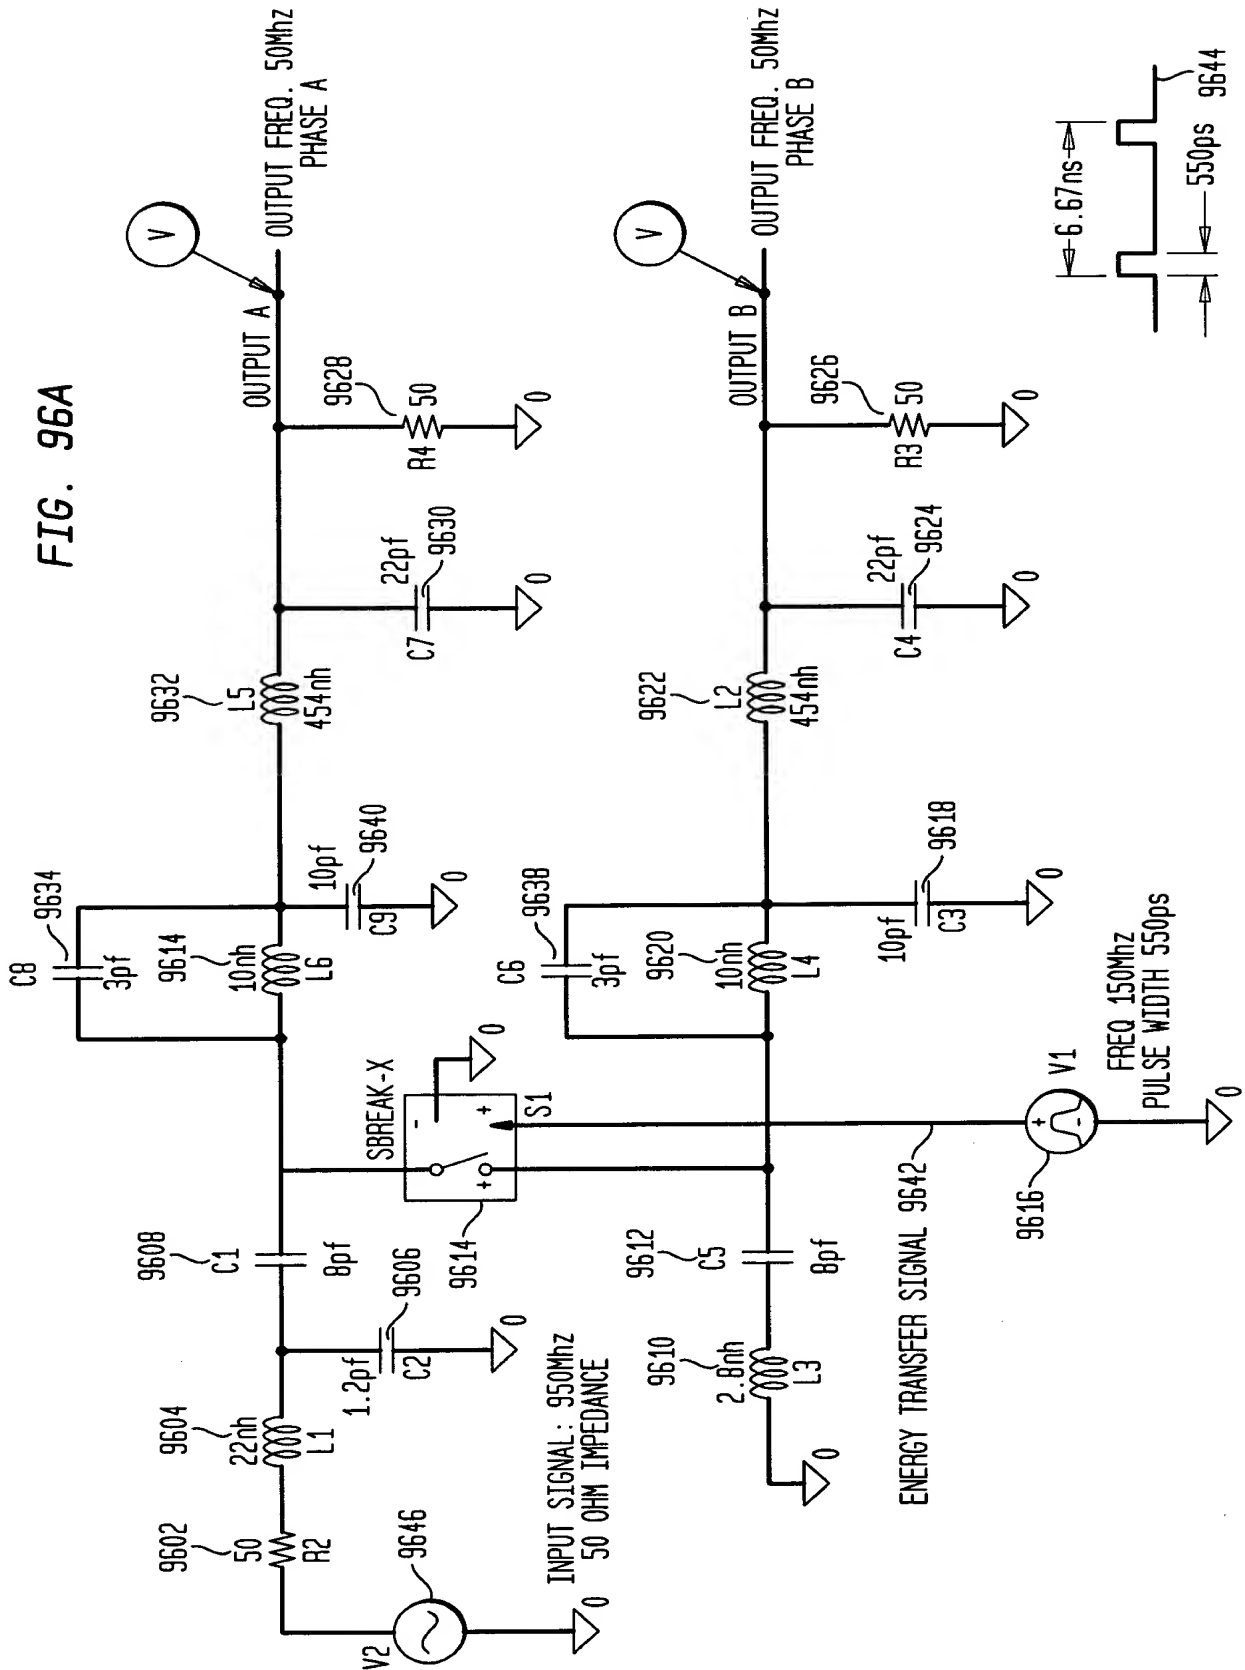 FIG. 96A
C8
9634
3pf
9614
10nh
L6
10pf
9640
C9
0
9632
L5
454nh
22pf
C7
9630
0
9628
R4
50
0
OUTPUT A
V
OUTPUT FREQ. 50Mhz
PHASE A
9602
50
R2
9604
22nh
L1
1.2pf
9606
C2
0
9608
C1
8pf
V2
9646
0
INPUT SIGNAL: 950Mhz
50 OHM IMPEDANCE
SBREAK-X
-
0
+
+
S1
9614
9610
2.8nh
L3
0
9612
C5
8pf
C6
9638
3pf
9620
10nh
L4
10pf
9618
C3
0
9622
L2
454nh
22pf
C4
9624
0
9626
R3
50
0
OUTPUT B
V
OUTPUT FREQ. 50Mhz
PHASE B
ENERGY TRANSFER SIGNAL 9642
9616
+
-
V1
0
FREQ 150Mhz
PULSE WIDTH 550ps
6.67ns
550ps
9644